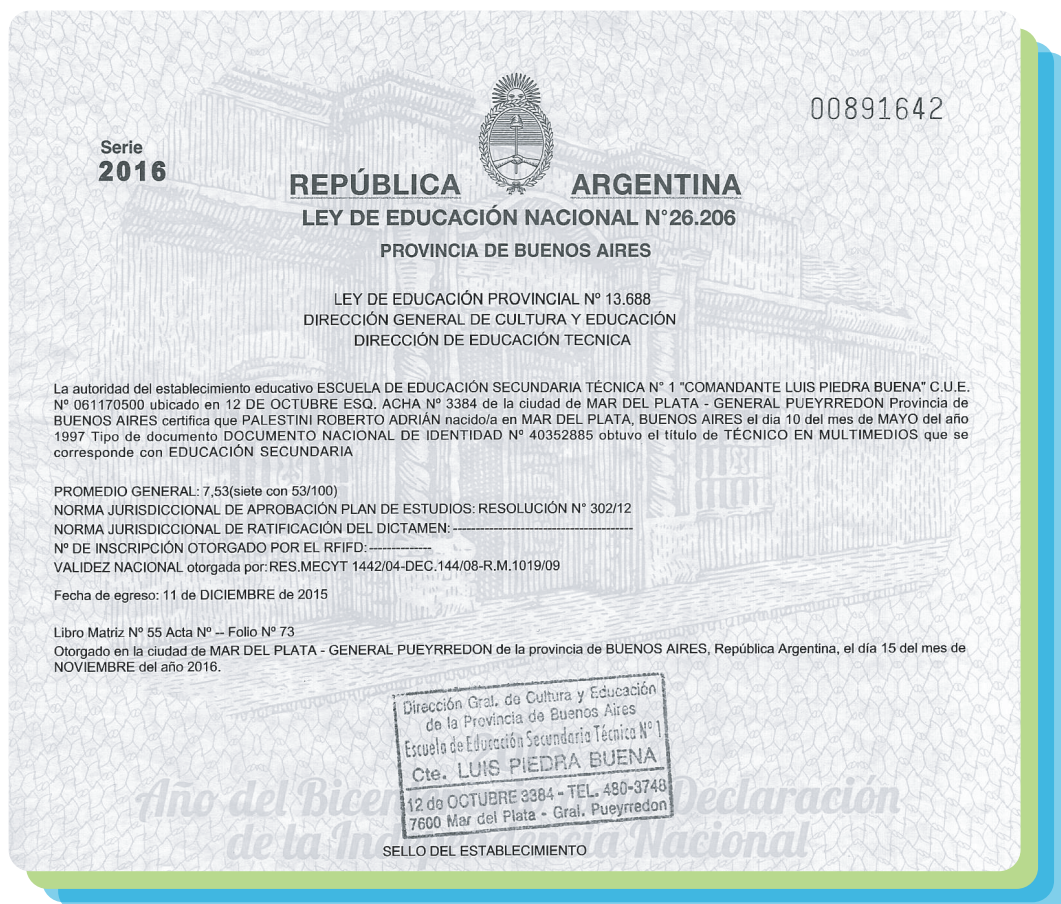 00891642
Serie
2016
REPÚBLICA ARGENTINA
LEY DE EDUCACIÓN NACIONAL N°26.206
PROVINCIA DE BUENOS AIRES
LEY DE EDUCACIÓN PROVINCIAL Nº 13.688
DIRECCIÓN GENERAL DE CULTURA Y EDUCACIÓN
DIRECCIÓN DE EDUCACIÓN TECNICA
La autoridad del establecimiento educativo ESCUELA DE EDUCACIÓN SECUNDARIA TÉCNICA N° 1 "COMANDANTE LUIS PIEDRA BUENA" C.U.E.
Nº 061170500 ubicado en 12 DE OCTUBRE ESQ. ACHA Nº 3384 de la ciudad de MAR DEL PLATA - GENERAL PUEYRREDON Provincia de
BUENOS AIRES certifica que PALESTINI ROBERTO ADRIÁN nacido/a en MAR DEL PLATA, BUENOS AIRES el dia 10 del mes de MAYO del año
1997 Tipo de documento DOCUMENTO NACIONAL DE IDENTIDAD Nº 40352885 obtuvo el título de TÉCNICO EN MULTIMEDIOS que se
corresponde con EDUCACIÓN SECUNDARIA
PROMEDIO GENERAL: 7,53(siete con 53/100)
NORMA JURISDICCIONAL DE APROBACIÓN PLAN DE ESTUDIOS: RESOLUCIÓN N° 302/12
NORMA JURISDICCIONAL DE RATIFICACIÓN DEL DICTAMEN:---------------------------------------
Nº DE INSCRIPCIÓN OTORGADO POR EL RFIFD:--------------
VALIDEZ NACIONAL otorgada por:RES.MECYT 1442/04-DEC.144/08-R.M.1019/09
Fecha de egreso: 11 de DICIEMBRE de 2015
Libro Matriz Nº 55 Acta Nº -- Folio Nº 73
Otorgado en la ciudad de MAR DEL PLATA - GENERAL PUEYRREDON de la provincia de BUENOS AIRES, República Argentina, el día 15 del mes de
NOVIEMBRE del año 2016.
Dirección Gral. de Cultura y Educación
de la Provincia de Buenos Aires
Escuela de Educación Secundaria Técnica Nº 1
Cte. LUIS PIEDRA BUENA
12 de OCTUBRE 3384 - TEL. 480-3748
7600 Mar del Plata - Gral. Pueyrredon
Año del Declaración
de la Nacional
SELLO DEL ESTABLECIMIENTO